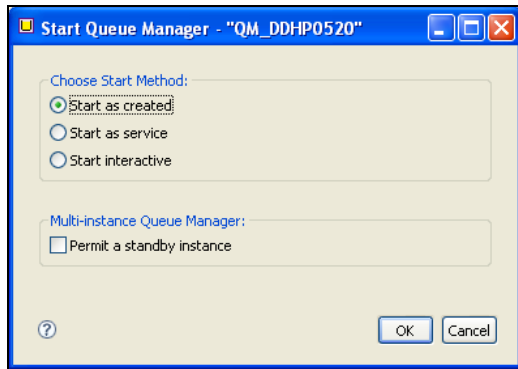 Start Queue Manager - "QM_DDHP0520"
Choose Start Method:
Start as created
Start as service
Start interactive
Multi-instance Queue Manager:
Permit a standby instance
?
OK
Cancel